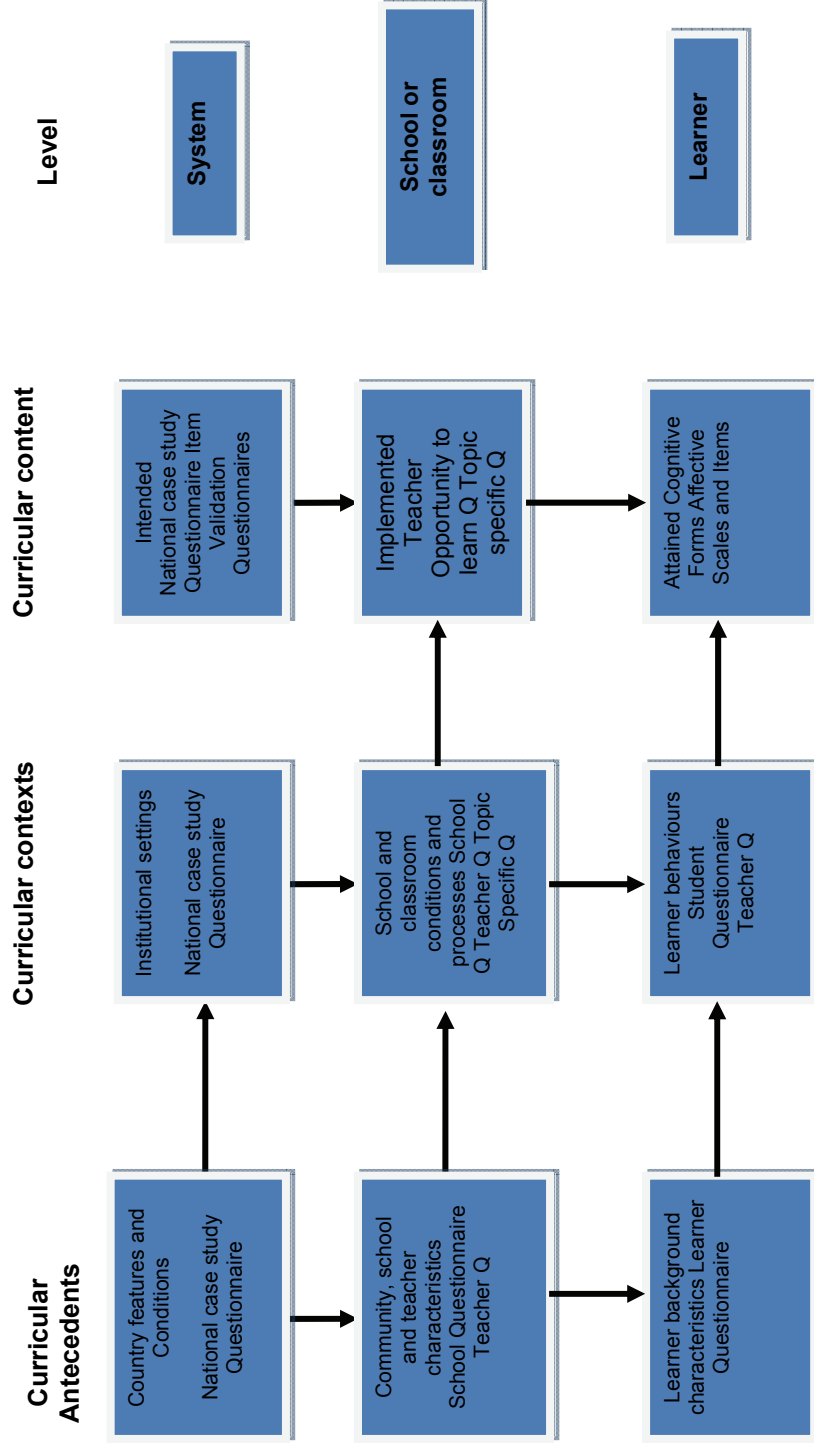 Curricular
Antecedents
Curricular contexts
Curricular content
Level
Country features and
Conditions
National case study
Questionnaire
Institutional settings
National case study
Questionnaire
Intended
National case study
Questionnaire Item
Validation
Questionnaires
System
Community, school
and teacher
characteristics
School Questionnaire
Teacher Q
School and
classroom
conditions and
processes School
Q Teacher Q Topic
Specific Q
Implemented
Teacher
Opportunity to
learn Q Topic
specific Q
School or
classroom
Learner background
characteristics Learner
Questionnaire
Learner behaviours
Student
Questionnaire
Teacher Q
Attained Cognitive
Forms Affective
Scales and Items
Learner